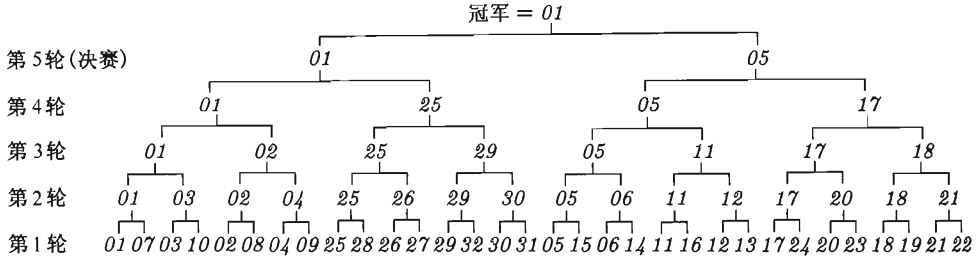 冠军 = 01
第5轮(决赛) 01 05
第4轮 01 25 05 17
第3轮 01 02 25 29 05 11 17 18
第2轮 01 03 02 04 25 26 29 30 05 06 11 12 17 20 18 21
第1轮 01 07 03 10 02 08 04 09 25 28 26 27 29 32 30 31 05 15 06 14 11 16 12 13 17 24 20 23 18 19 21 22